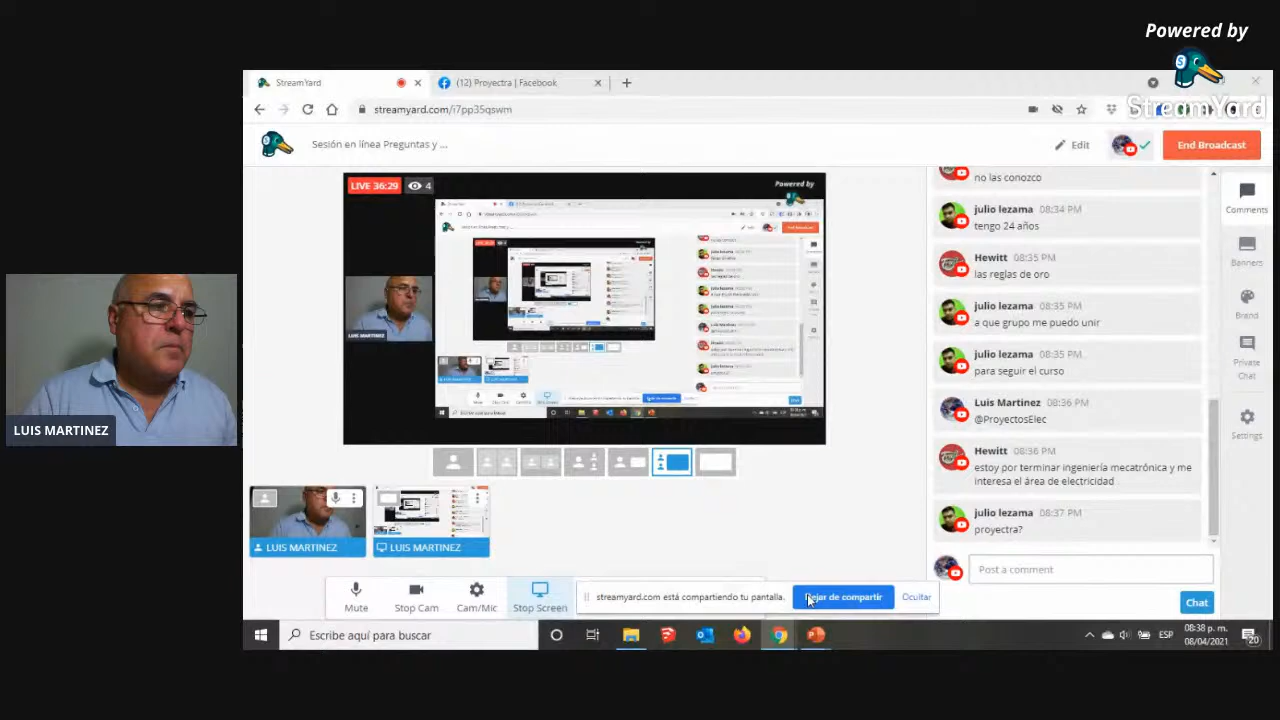 Powered by
StreamYard
StreamYard
(12) Proyectra | Facebook
streamyard.com/i7pp35qswm
Sesión en línea Preguntas y ...
Edit
End Broadcast
LIVE 36:29
4
Powered by
LUIS MARTINEZ
no las conozco
julio lezama 08:34 PM
tengo 24 años
Hewitt 08:35 PM
las reglas de oro
julio lezama 08:35 PM
a que grupo me puedo unir
julio lezama 08:35 PM
para seguir el curso
Luis Martinez 08:36 PM
@ProyectosElec
Hewitt 08:36 PM
estoy por terminar ingeniería mecatrónica y me
interesa el área de electricidad
julio lezama 08:37 PM
proyectra?
Post a comment
Chat
Comments
Banners
Brand
Private
Chat
Settings
LUIS MARTINEZ
LUIS MARTINEZ
LUIS MARTINEZ
Mute
Stop Cam
Cam/Mic
Stop Screen
streamyard.com está compartiendo tu pantalla.
Dejar de compartir
Ocultar
Escribe aquí para buscar
ESP
08:38 p. m.
08/04/2021
20